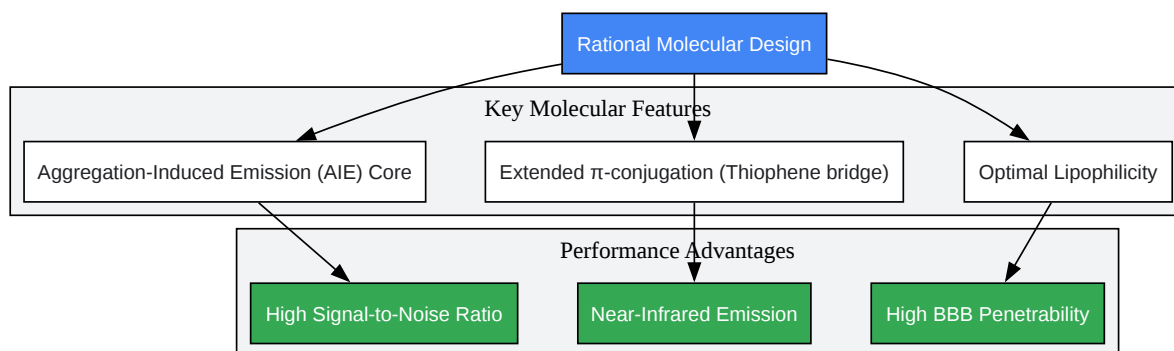 Rational Molecular Design
Key Molecular Features
Aggregation-Induced Emission (AIE) Core
Extended π-conjugation (Thiophene bridge)
Optimal Lipophilicity
Performance Advantages
High Signal-to-Noise Ratio
Near-Infrared Emission
High BBB Penetrability